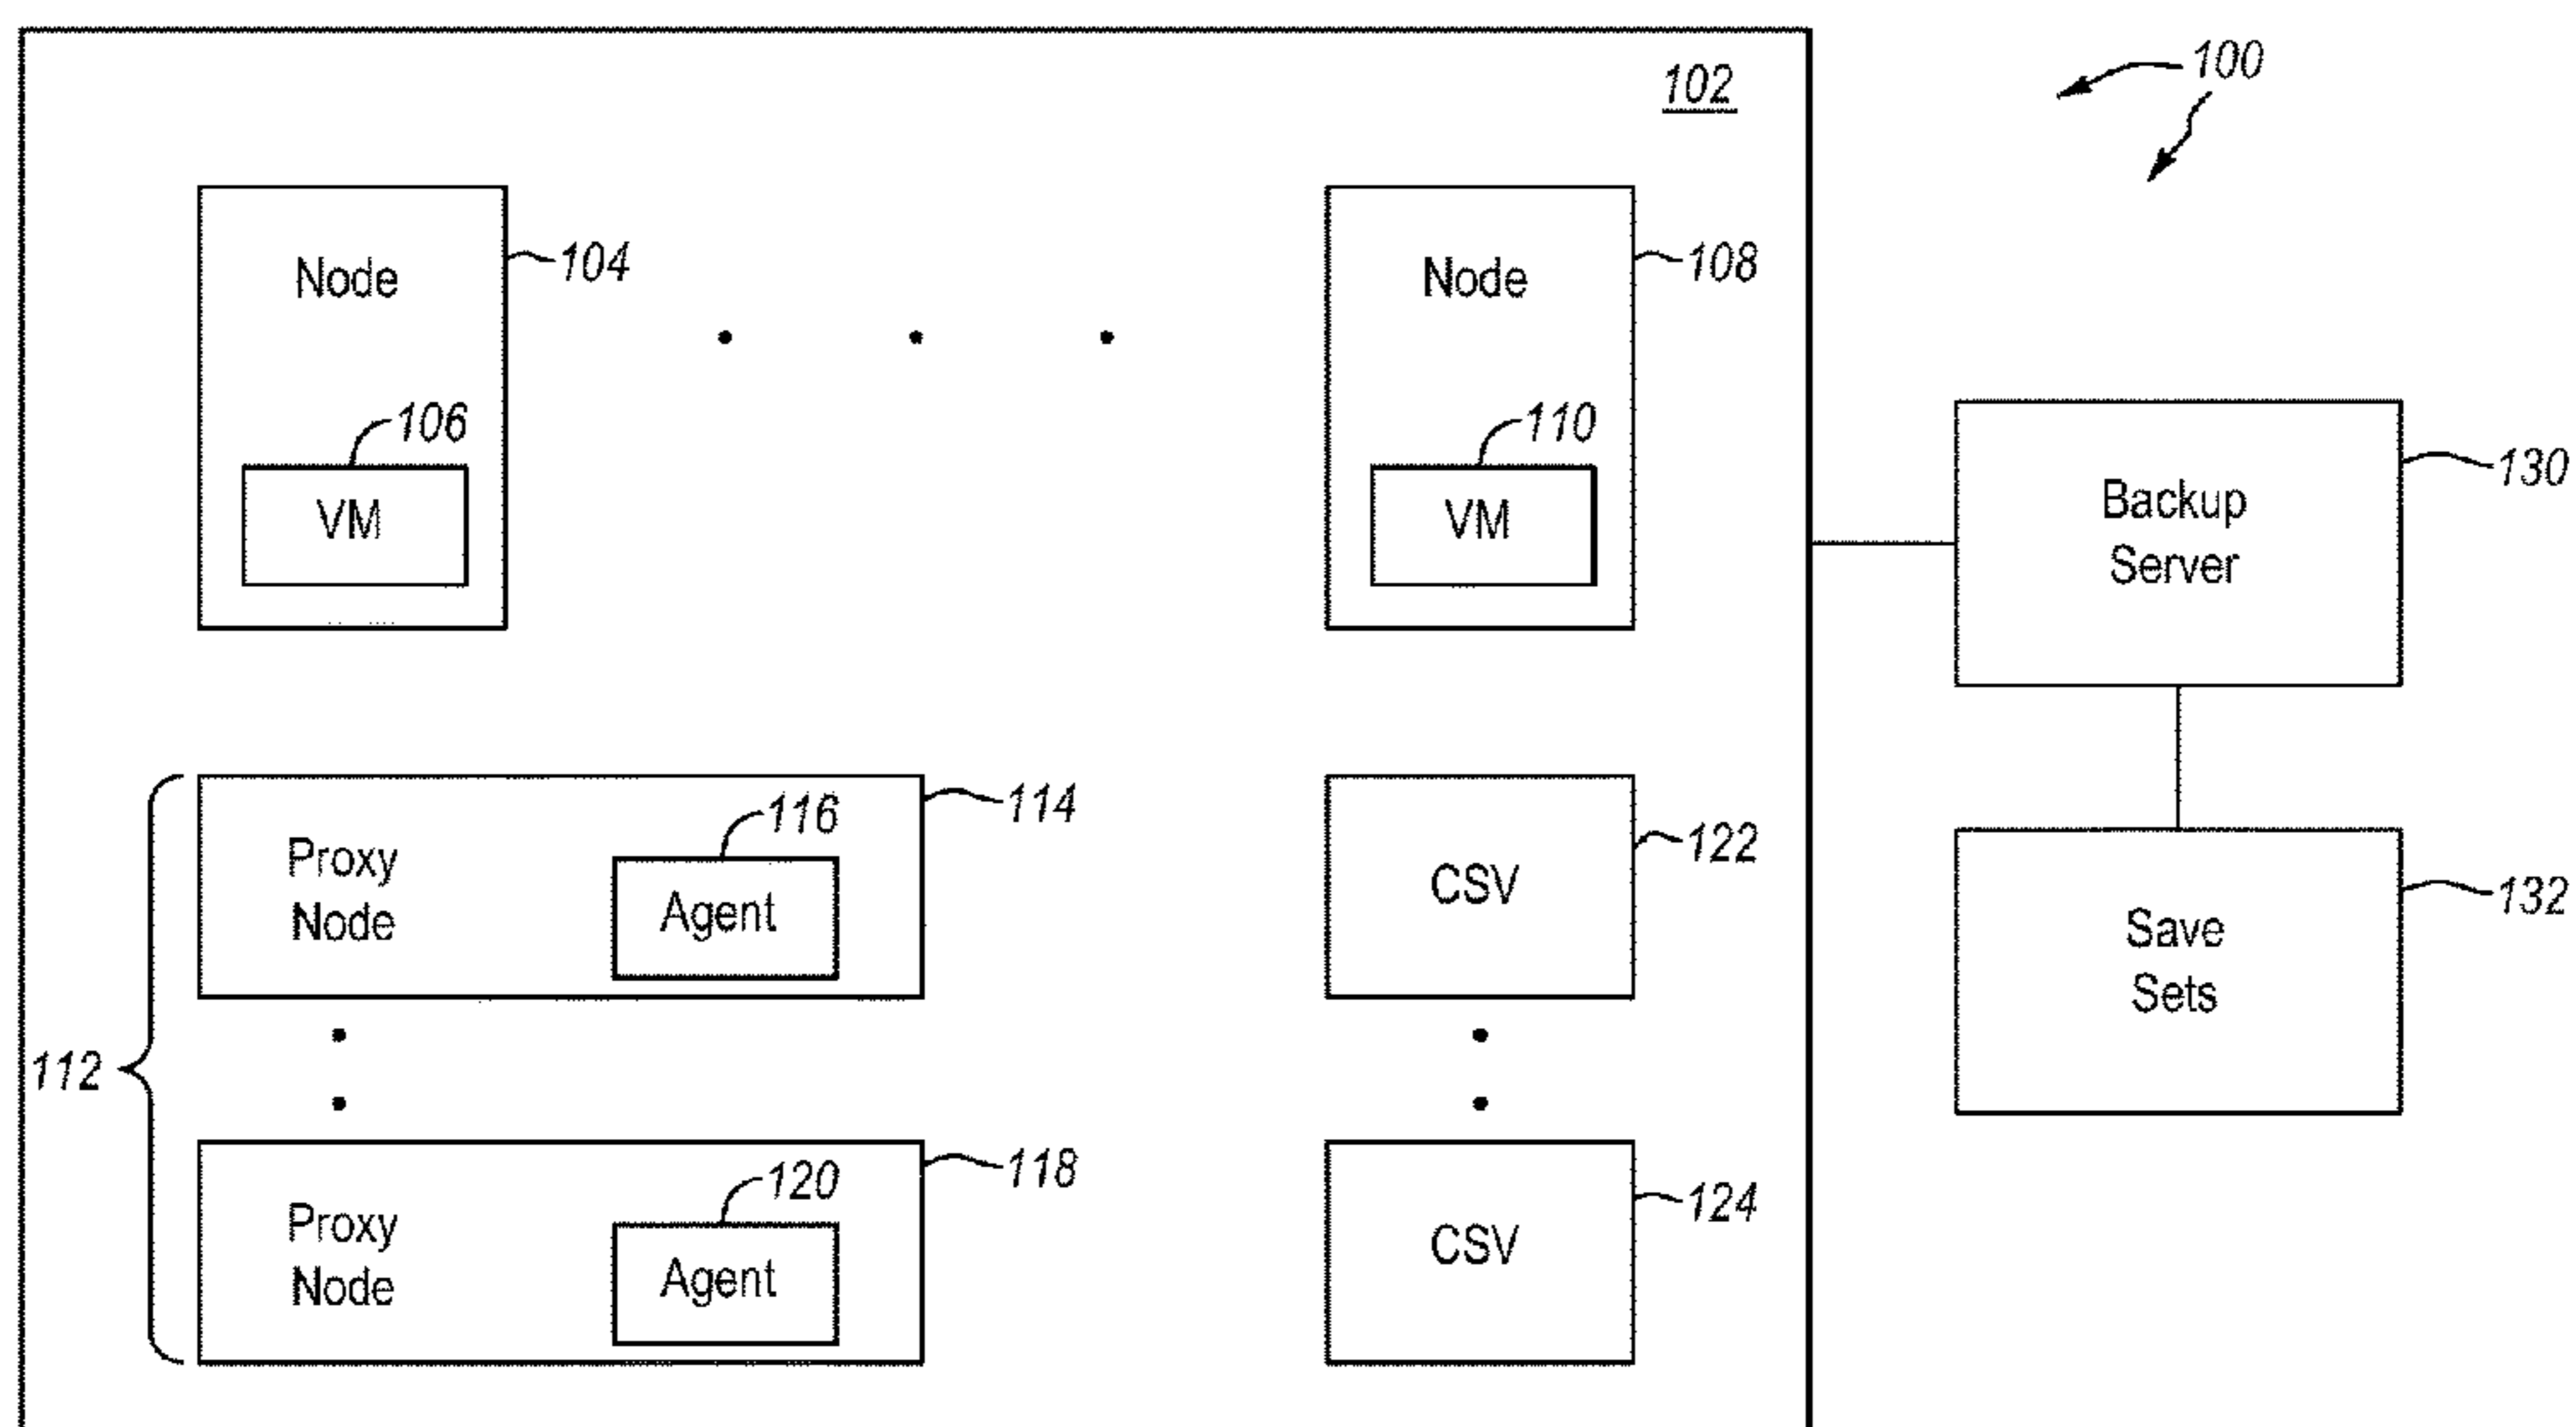 100
102
Node
104
Node
108
106
VM
110
VM
Backup
Server
130
112
Proxy
Node
114
116
Agent
CSV
122
Save
Sets
132
Proxy
Node
118
120
Agent
CSV
124